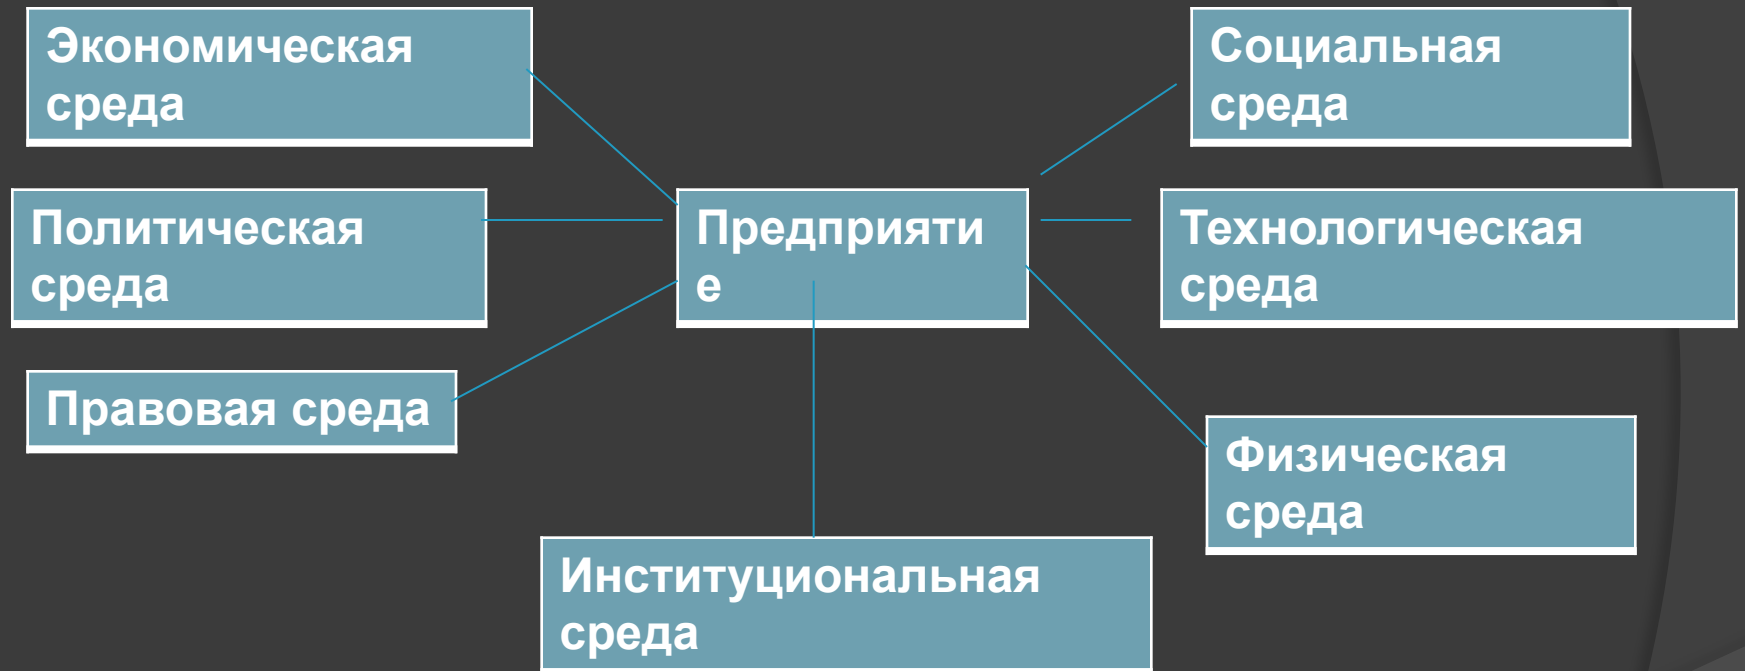 Экономическая
среда
Социальная
среда
Политическая
среда
Предприяти
е
Технологическая
среда
Правовая среда
Физическая
среда
Институциональная
среда